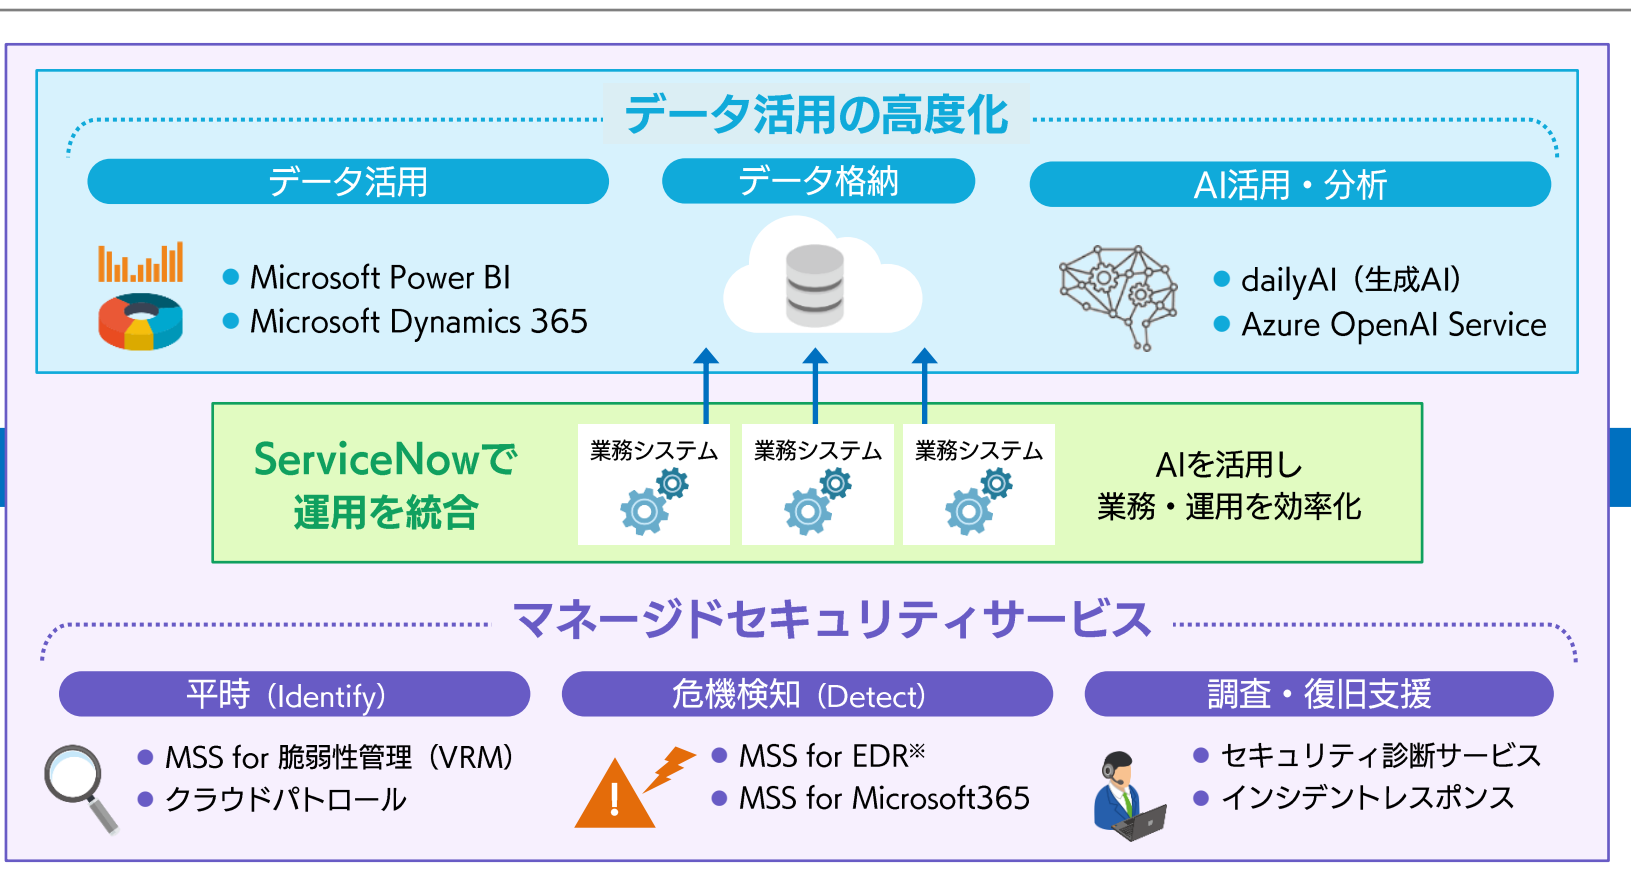 データ活用の高度化
データ活用
Microsoft Power BI
Microsoft Dynamics 365
データ格納
AI活用・分析
dailyAI（生成AI）
Azure OpenAI Service
ServiceNowで
運用を統合
業務システム
業務システム
業務システム
AIを活用し
業務・運用を効率化
マネージドセキュリティサービス
平時（Identify）
MSS for 脆弱性管理（VRM）
クラウドパトロール
危機検知（Detect）
MSS for EDR※
MSS for Microsoft365
調査・復旧支援
セキュリティ診断サービス
インシデントレスポンス